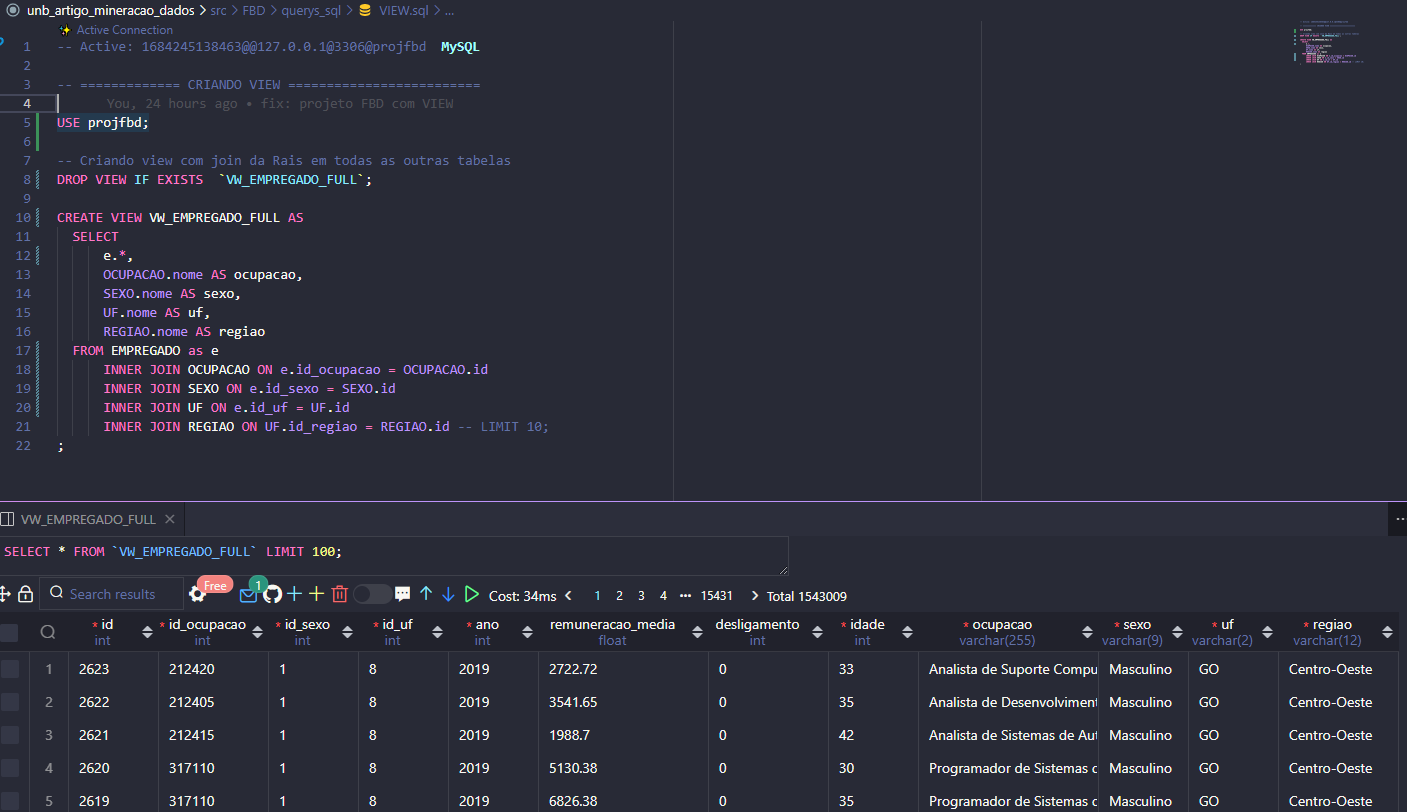 unb_artigo_mineracao_dados > src > FBD > querys_sql > VIEW.sql > ...
Active Connection
1 -- Active: 1684245138463@@127.0.0.1@3306@projfbd MySQL
2
3 -- ============= CRIANDO VIEW =========================
4 You, 24 hours ago • fix: projeto FBD com VIEW
5 USE projfbd;
6
7 -- Criando view com join da Rais em todas as outras tabelas
8 DROP VIEW IF EXISTS `VW_EMPREGADO_FULL`;
9
10 CREATE VIEW VW_EMPREGADO_FULL AS
11 SELECT
12 e.*,
13 OCUPACAO.nome AS ocupacao,
14 SEXO.nome AS sexo,
15 UF.nome AS uf,
16 REGIAO.nome AS regiao
17 FROM EMPREGADO as e
18 INNER JOIN OCUPACAO ON e.id_ocupacao = OCUPACAO.id
19 INNER JOIN SEXO ON e.id_sexo = SEXO.id
20 INNER JOIN UF ON e.id_uf = UF.id
21 INNER JOIN REGIAO ON UF.id_regiao = REGIAO.id -- LIMIT 10;
22 ;
VW_EMPREGADO_FULL
SELECT * FROM `VW_EMPREGADO_FULL` LIMIT 100;
Search results Free 1 Cost: 34ms < 1 2 3 4 ••• 15431 > Total 1543009
* id * id_ocupacao * id_sexo * id_uf * ano remuneracao_media desligamento * idade * ocupacao * sexo * uf * regiao
int int int int int float int int varchar(255) varchar(9) varchar(2) varchar(12)
1 2623 212420 1 8 2019 2722.72 0 33 Analista de Suporte Compu Masculino GO Centro-Oeste
2 2622 212405 1 8 2019 3541.65 0 35 Analista de Desenvolviment Masculino GO Centro-Oeste
3 2621 212415 1 8 2019 1988.7 0 42 Analista de Sistemas de Aut Masculino GO Centro-Oeste
4 2620 317110 1 8 2019 5130.38 0 30 Programador de Sistemas d Masculino GO Centro-Oeste
5 2619 317110 1 8 2019 6826.38 0 35 Programador de Sistemas d Masculino GO Centro-Oeste